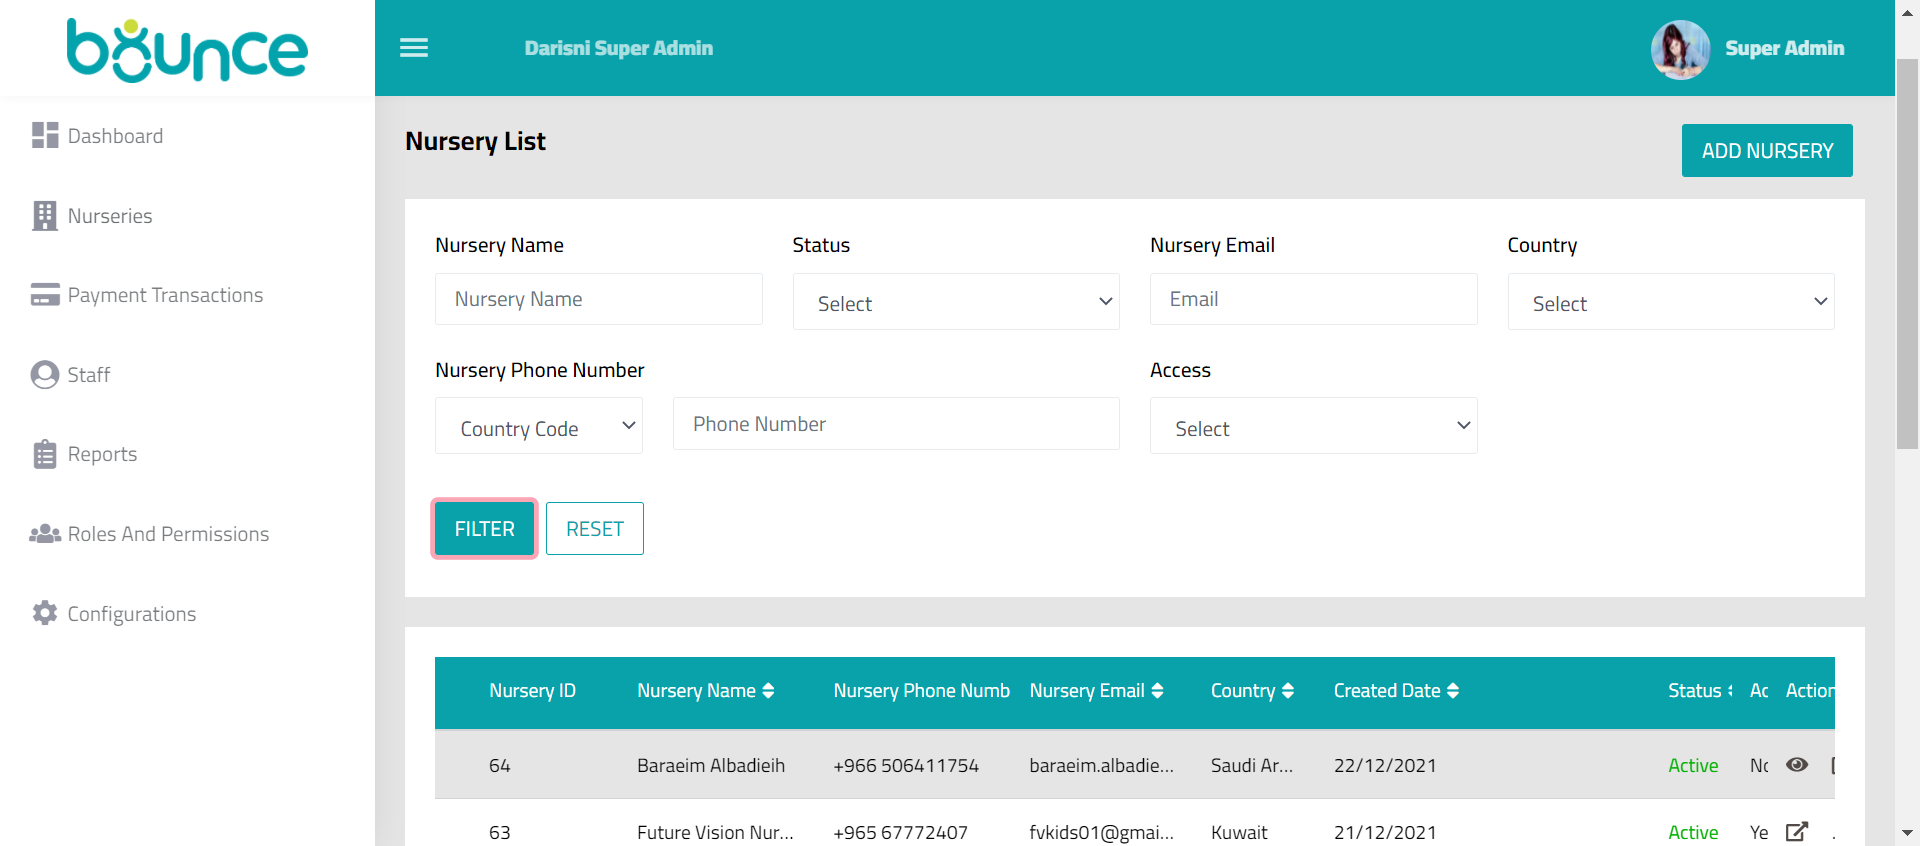 bounce
Darisni Super Admin
Super Admin
Dashboard
Nurseries
Payment Transactions
Staff
Reports
Roles And Permissions
Configurations
Nursery List
ADD NURSERY
Nursery Name
Status
Nursery Email
Country
Nursery Name
Select
Email
Select
Nursery Phone Number
Access
Country Code
Phone Number
Select
FILTER
RESET
Nursery ID Nursery Name Nursery Phone Numb Nursery Email Country Created Date Status Ac Action
64 Baraeim Albadieih +966 506411754 baraeim.albadie... Saudi Ar... 22/12/2021 Active No
63 Future Vision Nur... +965 67772407 fvkids01@gmai... Kuwait 21/12/2021 Active Ye